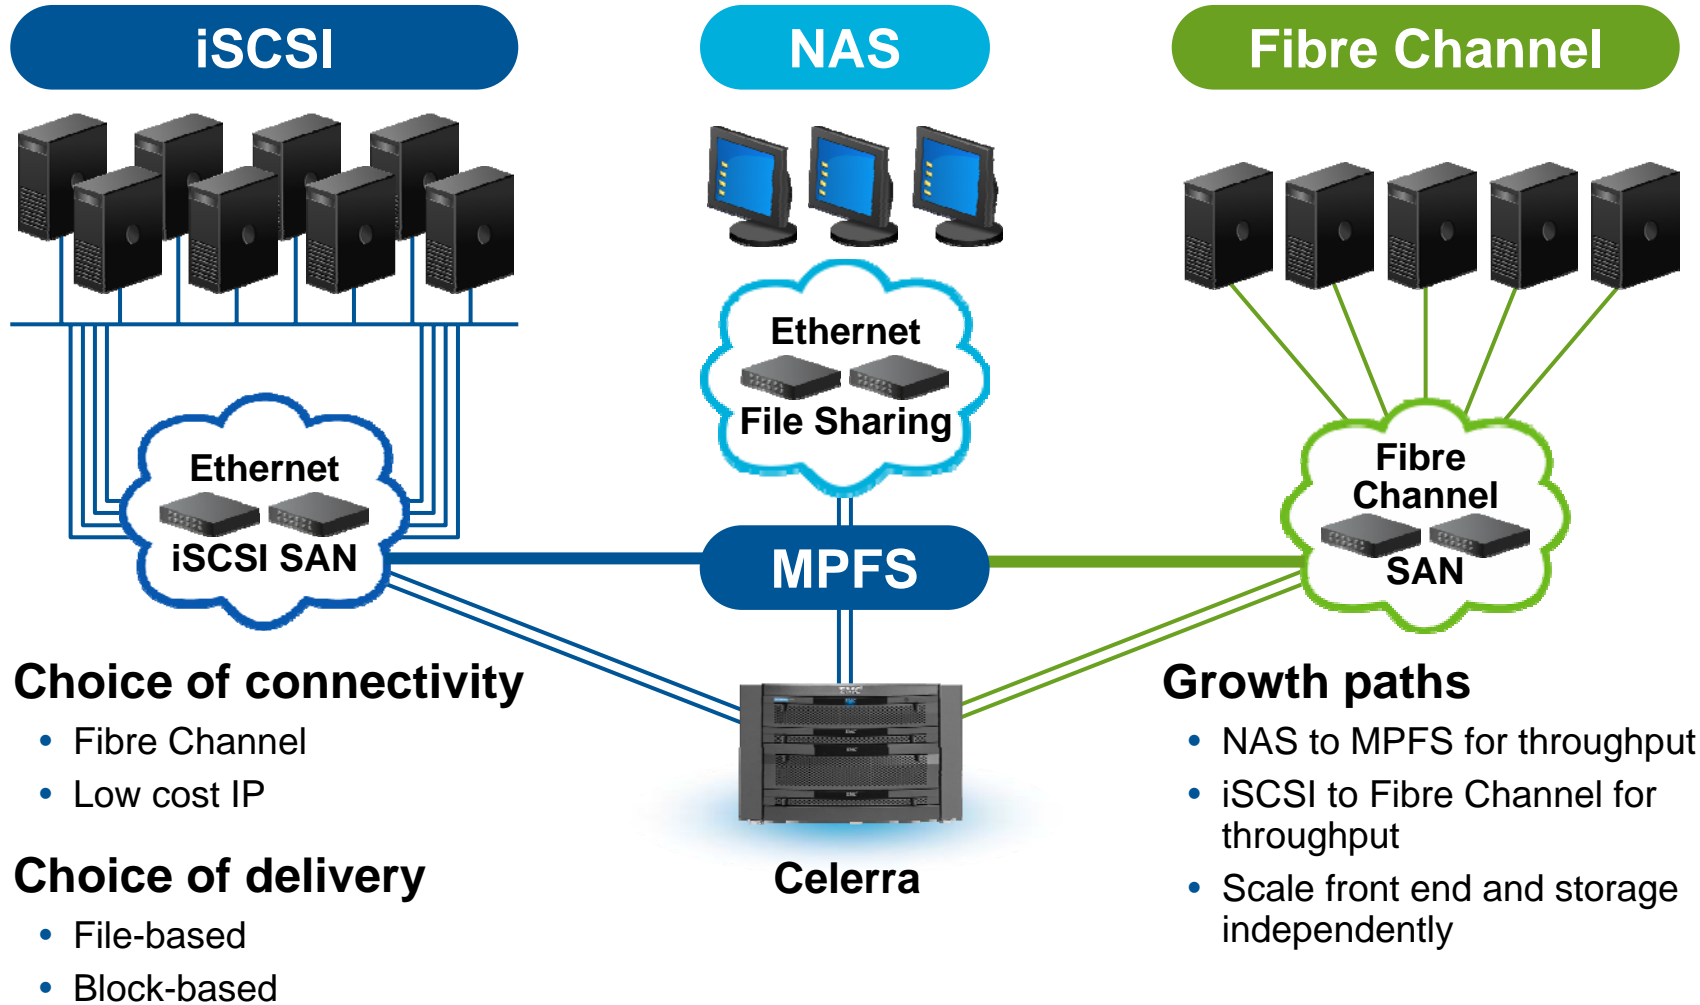 iSCSI
NAS
Fibre Channel
Ethernet
File Sharing
Ethernet
iSCSI SAN
Fibre
Channel
SAN
MPFS
EMC
Celerra
Choice of connectivity
• Fibre Channel
• Low cost IP
Choice of delivery
• File-based
• Block-based
Growth paths
• NAS to MPFS for throughput
• iSCSI to Fibre Channel for
throughput
• Scale front end and storage
independently